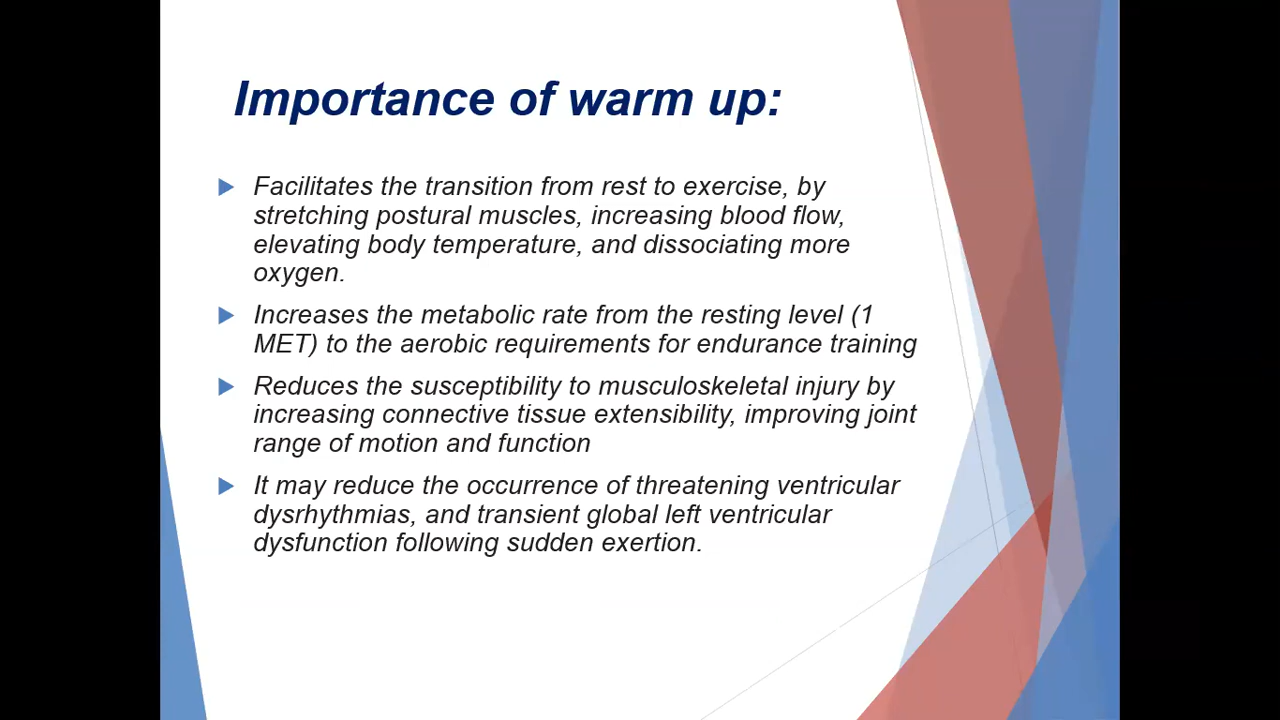 Importance of warm up:
Facilitates the transition from rest to exercise, by
stretching postural muscles, increasing blood flow,
elevating body temperature, and dissociating more
oxygen.
Increases the metabolic rate from the resting level (1
MET) to the aerobic requirements for endurance training
Reduces the susceptibility to musculoskeletal injury by
increasing connective tissue extensibility, improving joint
range of motion and function
It may reduce the occurrence of threatening ventricular
dysrhythmias, and transient global left ventricular
dysfunction following sudden exertion.